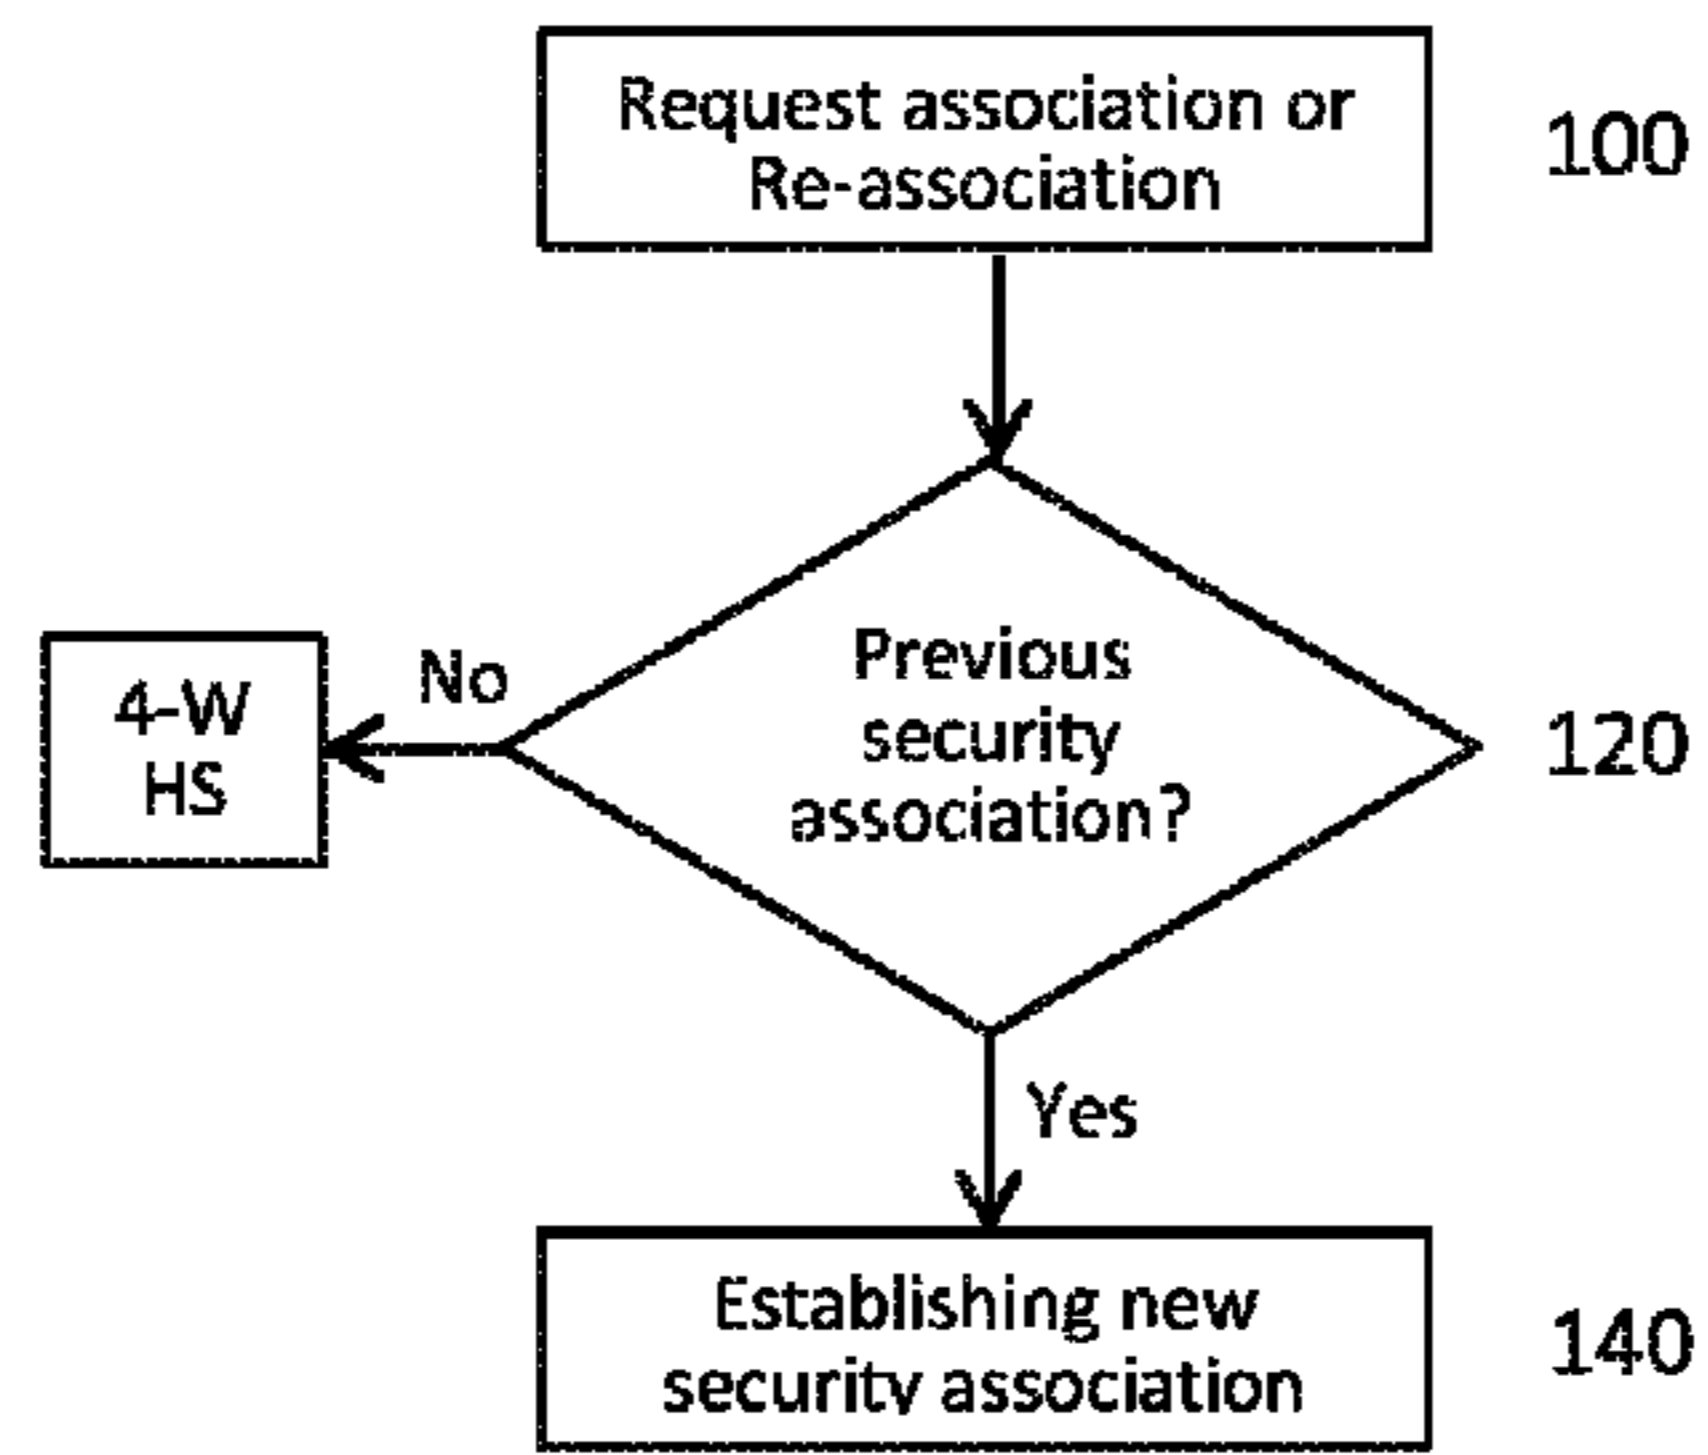 Request association or
Re-association
100
No
4-W
HS
Previous
security
association?
120
Yes
Establishing new
security association
140